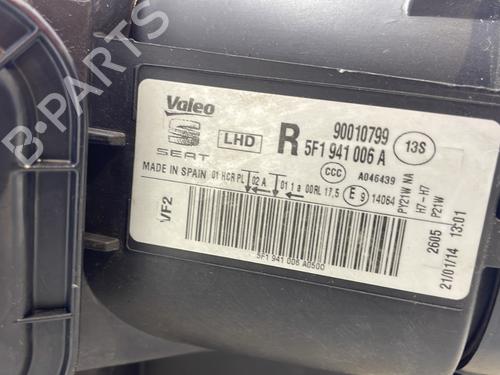 Valeo
SEAT
LHD
R
90010799
5F1 941 006 A
13S
CCC
A046439
MADE IN SPAIN
01 HCR PL
02 A
01 1 a
00RL 17,5
E 9
14064
VF2
5F1 941 006 A0500
PY21W NA
H7-H7
P21W
2605
21/01/14 13:01
B-PARTS